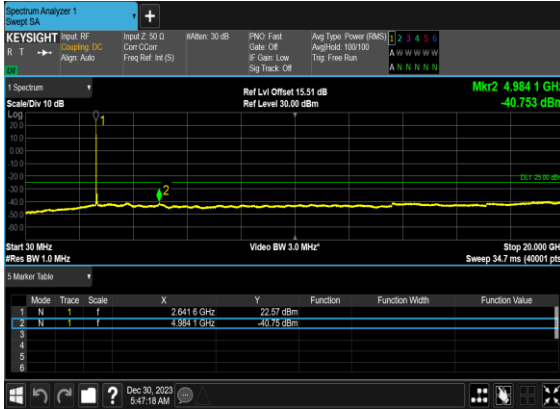 Spectrum Analyzer 1
Swept SA
+
KEYSIGHT Input: RF Input Z: 50 Ω #Atten: 30 dB PNO: Fast Avg Type: Power (RMS) 1 2 3 4 5 6
R T Coupling: DC Corr CCorr Gate: Off Avg|Hold: 100/100 A W W W W W
Align: Auto Freq Ref: Int (S) IF Gain: Low Trig: Free Run
Sig Track: Off A N N N N N
1 Spectrum Ref Lvl Offset 15.51 dB Mkr2 4.984 1 GHz
Scale/Div 10 dB Ref Level 30.00 dBm -40.753 dBm
Log
1
20.0
10.0
0.00
-10.0
-20.0
DL1 25.00 dBm
-30.0
2
-40.0
-50.0
-60.0
Start 30 MHz Video BW 3.0 MHz* Stop 20.000 GH
#Res BW 1.0 MHz Sweep 34.7 ms (40001 pts
5 Marker Table
Mode Trace Scale X Y Function Function Width Function Value
1 N 1 f 2.641 6 GHz 22.57 dBm
2 N 1 f 4.984 1 GHz -40.75 dBm
3
4
5
6
? Dec 30, 2023
5:47:18 AM